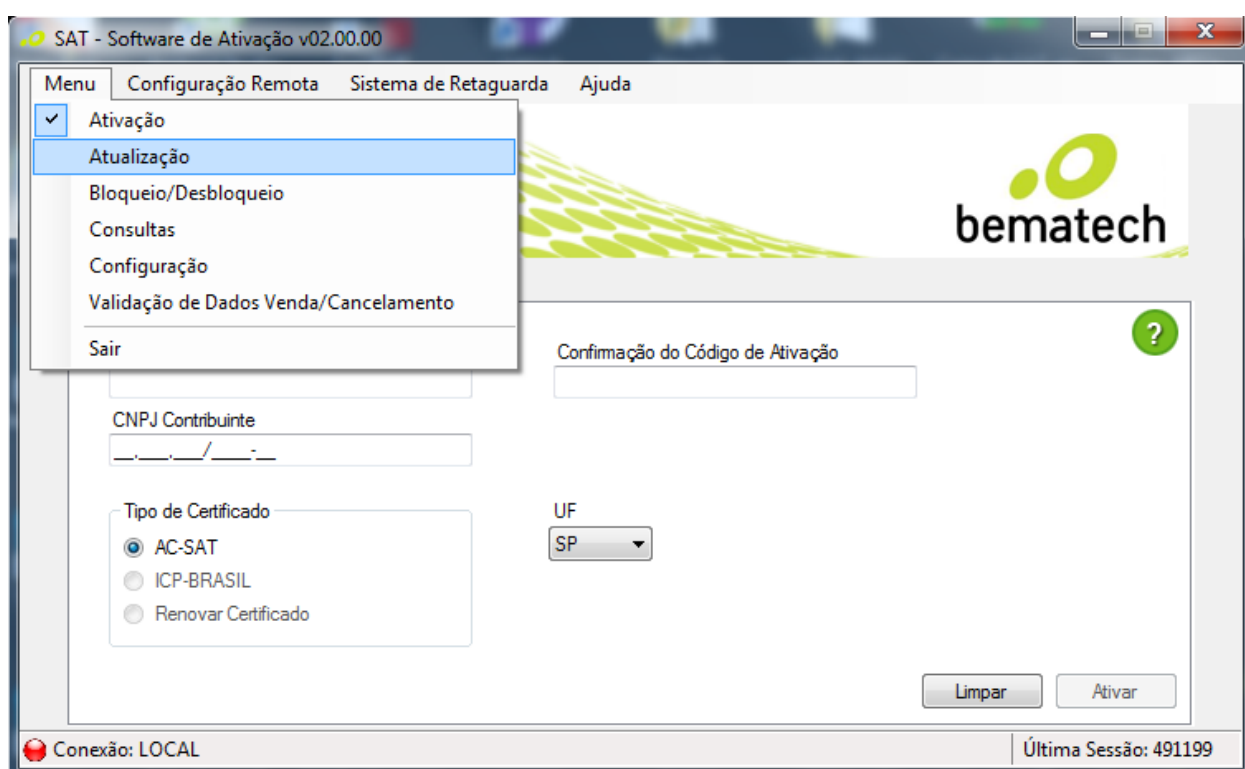 SAT - Software de Ativação v02.00.00
Menu Configuração Remota Sistema de Retaguarda Ajuda
Ativação
Atualização
Bloqueio/Desbloqueio
Consultas
Configuração
Validação de Dados Venda/Cancelamento
Sair
bematech
?
Confirmação do Código de Ativação
CNPJ Contribuinte
__.___.___/____-__
Tipo de Certificado
AC-SAT
ICP-BRASIL
Renovar Certificado
UF
SP
Limpar Ativar
Conexão: LOCAL Última Sessão: 491199